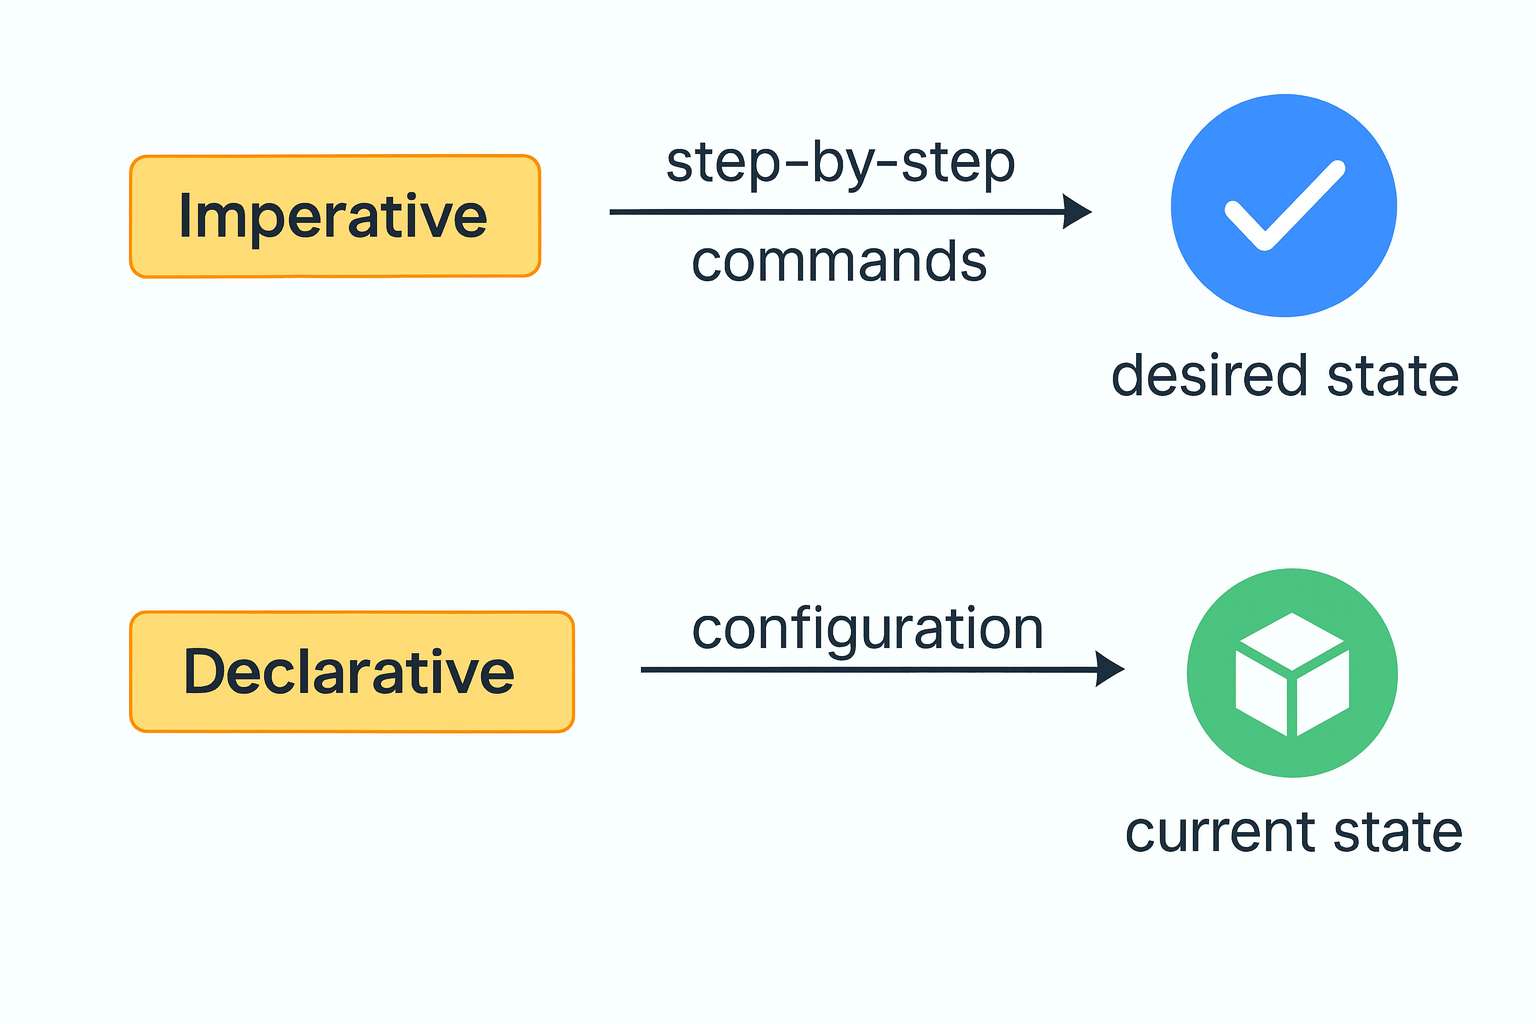 Imperative
step-by-step
commands
desired state
Declarative
configuration
current state